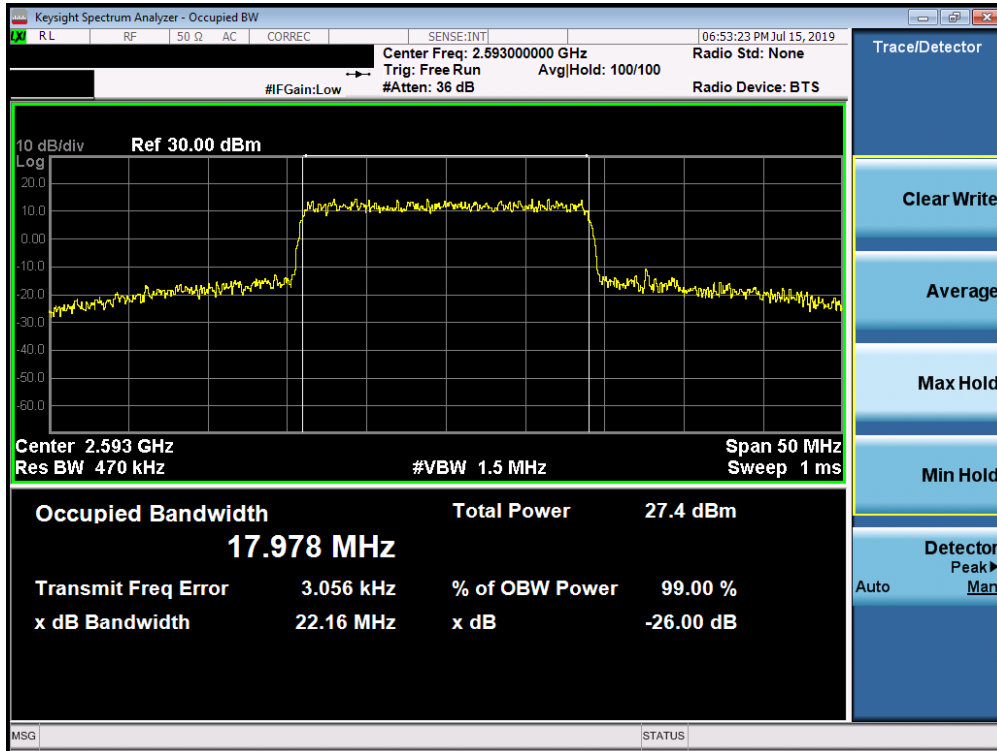 Keysight Spectrum Analyzer - Occupied BW
LXI RL RF 50 Ω AC CORREC SENSE:INT 06:53:23 PM Jul 15, 2019
Center Freq: 2.593000000 GHz Radio Std: None
Trig: Free Run Avg|Hold: 100/100
#IFGain:Low #Atten: 36 dB Radio Device: BTS
10 dB/div Ref 30.00 dBm
Log
20.0
10.0
0.00
-10.0
-20.0
-30.0
-40.0
-50.0
-60.0
Center 2.593 GHz Span 50 MHz
Res BW 470 kHz #VBW 1.5 MHz Sweep 1 ms
Occupied Bandwidth Total Power 27.4 dBm
17.978 MHz
Transmit Freq Error 3.056 kHz % of OBW Power 99.00 %
x dB Bandwidth 22.16 MHz x dB -26.00 dB
Trace/Detector
Clear Write
Average
Max Hold
Min Hold
Detector
Peak▶
Auto Man
MSG STATUS